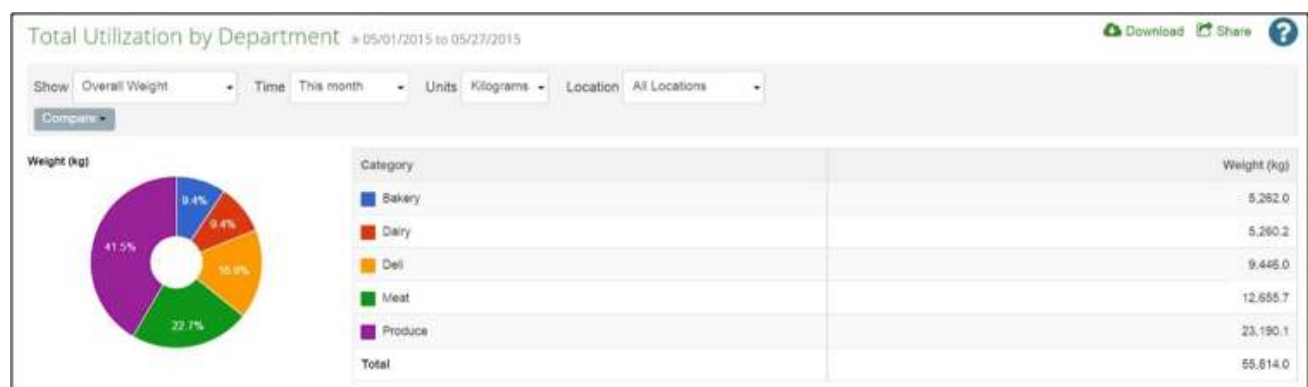 Total Utilization by Department » 05/01/2015 to 05/27/2015
Download Share ?
Show Overall Weight Time This month Units Kilograms Location All Locations
Compare
Weight (kg)
9.4%
9.4%
16.9%
22.7%
41.5%
Category Weight (kg)
Bakery 5,262.0
Dairy 5,260.2
Deli 9,446.0
Meat 12,655.7
Produce 23,190.1
Total 55,814.0